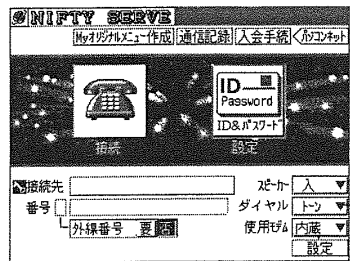 @NIFTY SERVE
Myオリジナルメニュー作成 通信記録 入会手続 <パソコンネット
ID
Password
ID&パスワード
接続 設定
接続先 スピーカー 入 ▼
番号 ダイヤル トーン ▼
外線番号 要 否 使用モデム 内蔵 ▼
設定